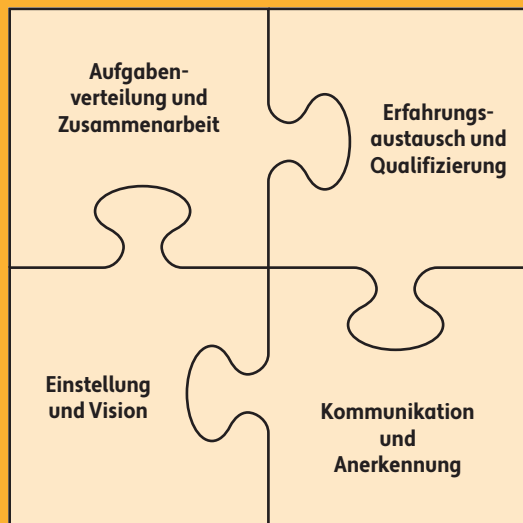 Aufgaben-
verteilung und
Zusammenarbeit
Erfahrungs-
austausch und
Qualifizierung
Einstellung
und Vision
Kommunikation
und
Anerkennung